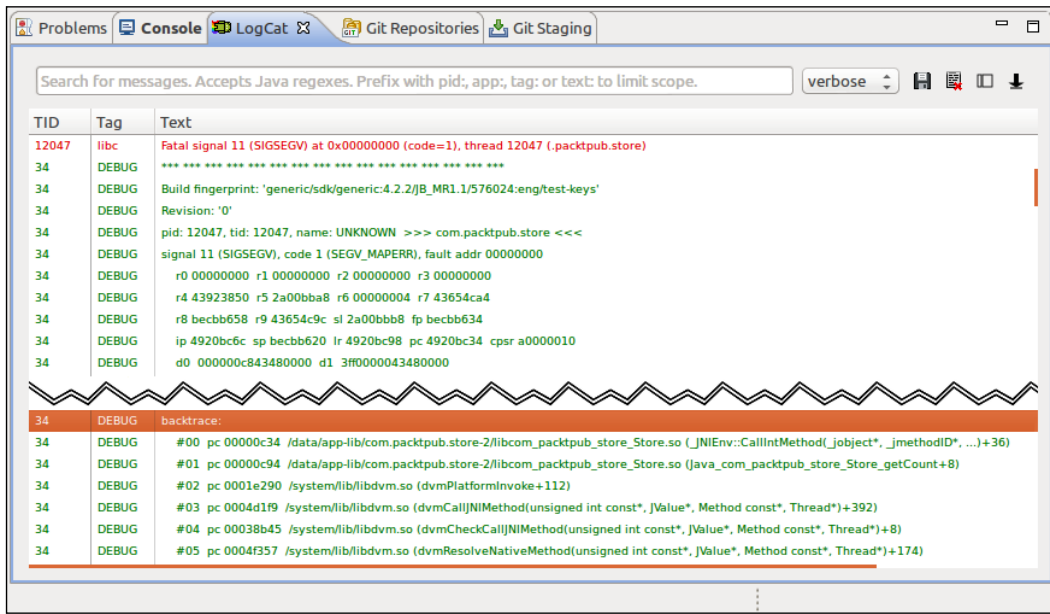 Problems Console LogCat Git Repositories Git Staging
Search for messages. Accepts Java regexes. Prefix with pid:, app:, tag: or text: to limit scope. verbose
TID Tag Text
12047 libc Fatal signal 11 (SIGSEGV) at 0x00000000 (code=1), thread 12047 (.packtpub.store)
34 DEBUG *** *** *** *** *** *** *** *** *** *** *** *** *** *** *** ***
34 DEBUG Build fingerprint: 'generic/sdk/generic:4.2.2/JB_MR1.1/576024:eng/test-keys'
34 DEBUG Revision: '0'
34 DEBUG pid: 12047, tid: 12047, name: UNKNOWN >>> com.packtpub.store <<<
34 DEBUG signal 11 (SIGSEGV), code 1 (SEGV_MAPERR), fault addr 00000000
34 DEBUG r0 00000000 r1 00000000 r2 00000000 r3 00000000
34 DEBUG r4 43923850 r5 2a00bba8 r6 00000004 r7 43654ca4
34 DEBUG r8 becbb658 r9 43654c9c sl 2a00bbb8 fp becbb634
34 DEBUG ip 4920bc6c sp becbb620 lr 4920bc98 pc 4920bc34 cpsr a0000010
34 DEBUG d0 000000c843480000 d1 3ff0000043480000
34 DEBUG backtrace:
34 DEBUG #00 pc 00000c34 /data/app-lib/com.packtpub.store-2/libcom_packtpub_store_Store.so (_JNIEnv::CallIntMethod(_jobject*, _jmethodID*, ...)+36)
34 DEBUG #01 pc 00000c94 /data/app-lib/com.packtpub.store-2/libcom_packtpub_store_Store.so (Java_com_packtpub_store_Store_getCount+8)
34 DEBUG #02 pc 0001e290 /system/lib/libdvm.so (dvmPlatformInvoke+112)
34 DEBUG #03 pc 0004d1f9 /system/lib/libdvm.so (dvmCallJNIMethod(unsigned int const*, JValue*, Method const*, Thread*)+392)
34 DEBUG #04 pc 00038b45 /system/lib/libdvm.so (dvmCheckCallJNIMethod(unsigned int const*, JValue*, Method const*, Thread*)+8)
34 DEBUG #05 pc 0004f357 /system/lib/libdvm.so (dvmResolveNativeMethod(unsigned int const*, JValue*, Method const*, Thread*)+174)